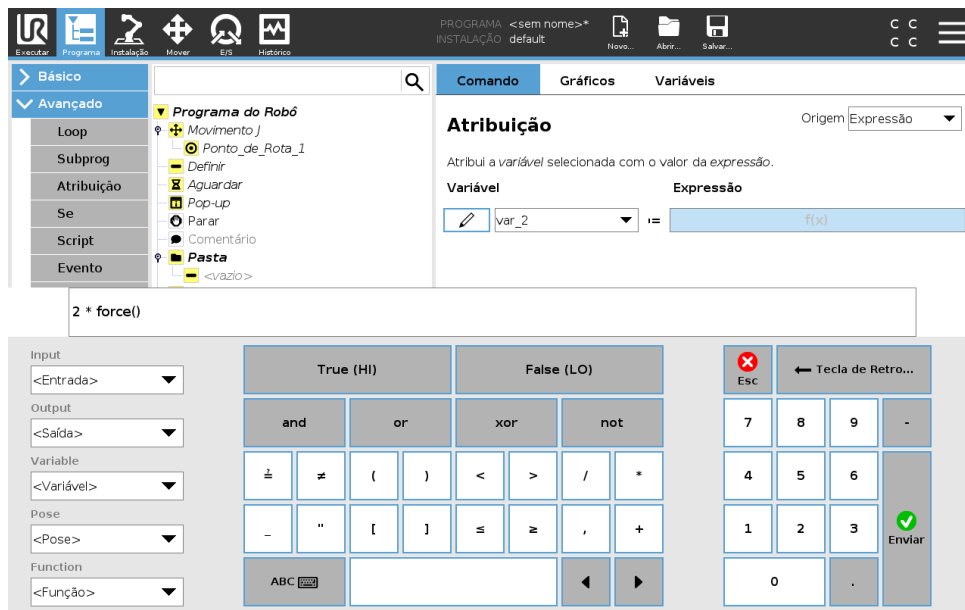 UR
Executar
Programa
Instalação
Mover
E/S
Histórico
PROGRAMA <sem nome>*
INSTALAÇÃO default
Novo...
Abrir...
Salvar...
C C
C C
Básico
Avançado
Loop
Subprog
Atribuição
Se
Script
Evento
Programa do Robô
Movimento J
Ponto_de_Rota_1
Definir
Aguardar
Pop-up
Parar
Comentário
Pasta
<vazio>
Comando Gráficos Variáveis
Atribuição
Origem Expressão
Atribui a variável selecionada com o valor da expressão.
Variável Expressão
var_2 := f(x)
2 * force()
Input
<Entrada>
Output
<Saída>
Variable
<Variável>
Pose
<Pose>
Function
<Função>
True (HI) False (LO)
and or xor not
≟ ≠ ( ) < > / *
_ " [ ] ≤ ≥ , +
ABC
Esc
Tecla de Retro...
7 8 9 -
4 5 6
1 2 3
Enviar
0 .